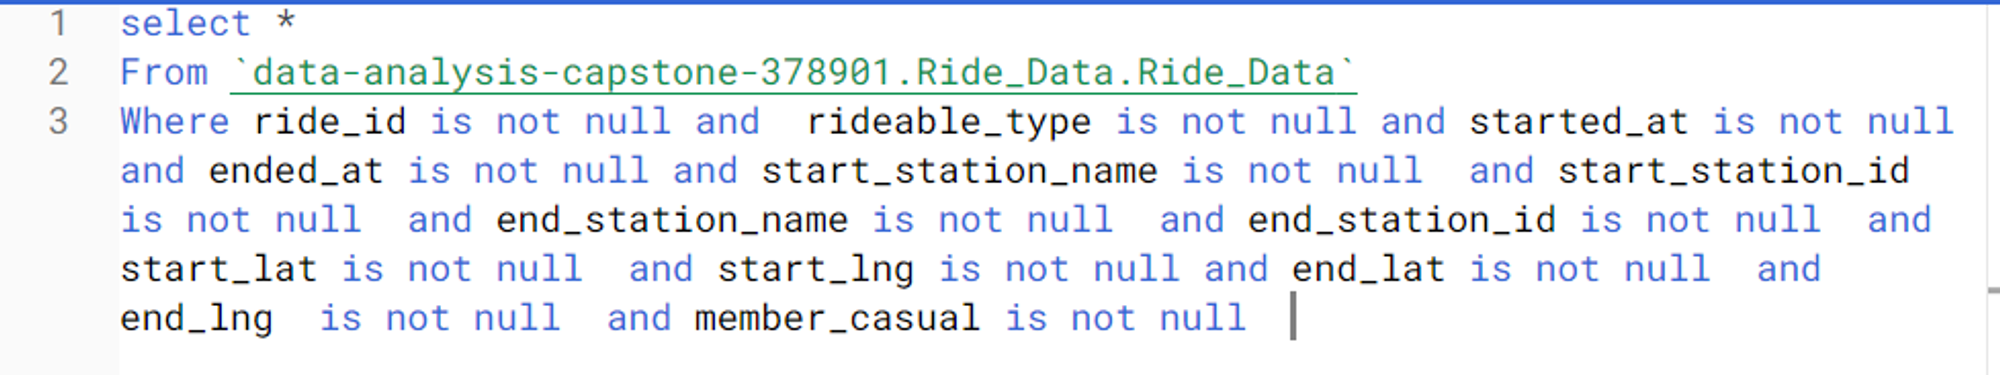 1 select *
2 From `data-analysis-capstone-378901.Ride_Data.Ride_Data`
3 Where ride_id is not null and  rideable_type is not null and started_at is not null
and ended_at is not null and start_station_name is not null  and start_station_id
is not null  and end_station_name is not null  and end_station_id is not null  and
start_lat is not null  and start_lng is not null and end_lat is not null  and
end_lng  is not null  and member_casual is not null